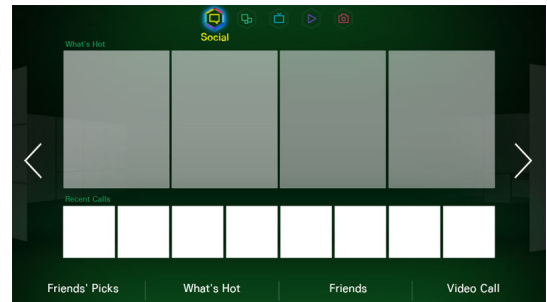 Social
What's Hot
Recent Calls
Friends' Picks
What's Hot
Friends
Video Call